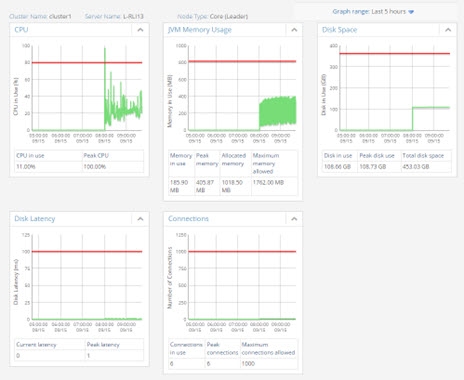 Cluster Name: cluster1 Server Name: L-RLI13 Node Type: Core (Leader) Graph range: Last 5 hours
CPU
JVM Memory Usage
Disk Space
CPU In Use (%)
100
80
60
40
20
0
05:00:00 06:00:00 07:00:00 08:00:00 09:00:00
09/15 09/15 09/15 09/15 09/15
CPU in use Peak CPU
11.00% 100.00%
Memory in Use (MB)
1000
800
600
400
200
0
05:00:00 06:00:00 07:00:00 08:00:00 09:00:00
09/15 09/15 09/15 09/15 09/15
Memory in use Peak memory Allocated memory Maximum memory allowed
185.90 MB 405.87 MB 1018.50 MB 1762.00 MB
Disk in Use (GB)
400
300
200
100
0
05:00:00 06:00:00 07:00:00 08:00:00 09:00:00
09/15 09/15 09/15 09/15 09/15
Disk in use Peak disk use Total disk space
108.66 GB 108.73 GB 453.03 GB
Disk Latency
Connections
Disk Latency (ms)
125
100
75
50
25
0
05:00:00 06:00:00 07:00:00 08:00:00 09:00:00
09/15 09/15 09/15 09/15 09/15
Current latency Peak latency
0 1
Number of Connections
1250
1000
750
500
250
0
05:00:00 06:00:00 07:00:00 08:00:00 09:00:00
09/15 09/15 09/15 09/15 09/15
Connections in use Peak connections Maximum connections allowed
6 6 1000